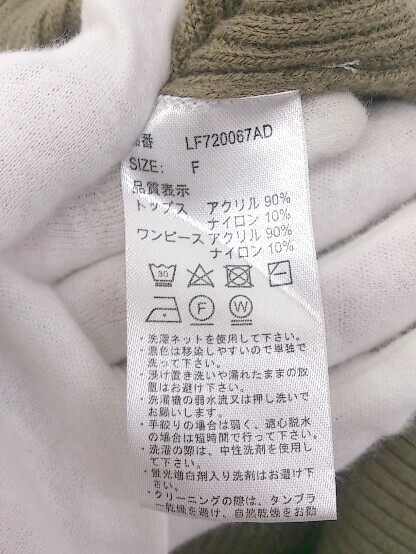 品番 LF720067AD
SIZE: F
品質表示
トップス アクリル 90%
ナイロン 10%
ワンピース アクリル 90%
ナイロン 10%
30
F W
・洗濯ネットを使用して下さい。
・濃色は移染しやすいので単独で
洗って下さい。
・浸け置き洗いや濡れたままの放
置はお避け下さい。
・洗濯機の弱水流又は押し洗いで
お願いします。
・手絞りの場合は弱く、遠心脱水
の場合は短時間で行って下さい。
・洗濯の際は、中性洗剤を使用し
て下さい。
・蛍光増白剤入り洗剤はお避け下
さい。
・クリーニングの際は、タンブラ
ー乾燥を避け、自然乾燥をお勧